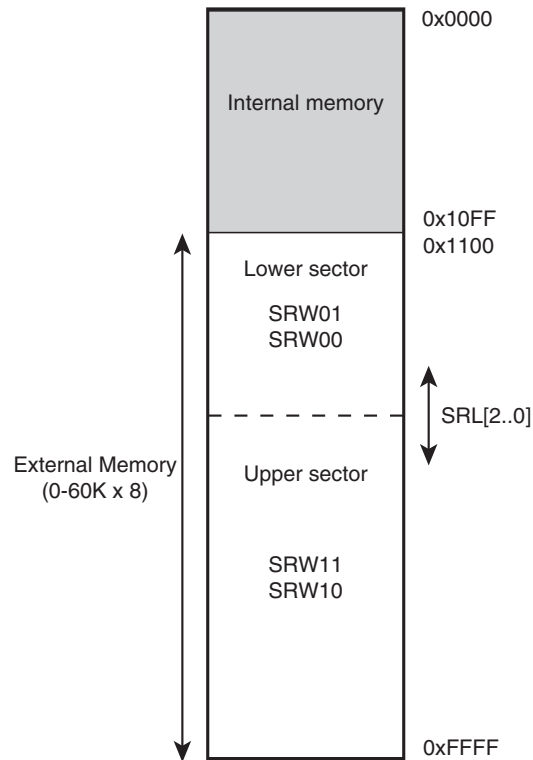 0x0000
Internal memory
0x10FF
0x1100
Lower sector
SRW01
SRW00
SRL[2..0]
External Memory
(0-60K x 8)
Upper sector
SRW11
SRW10
0xFFFF